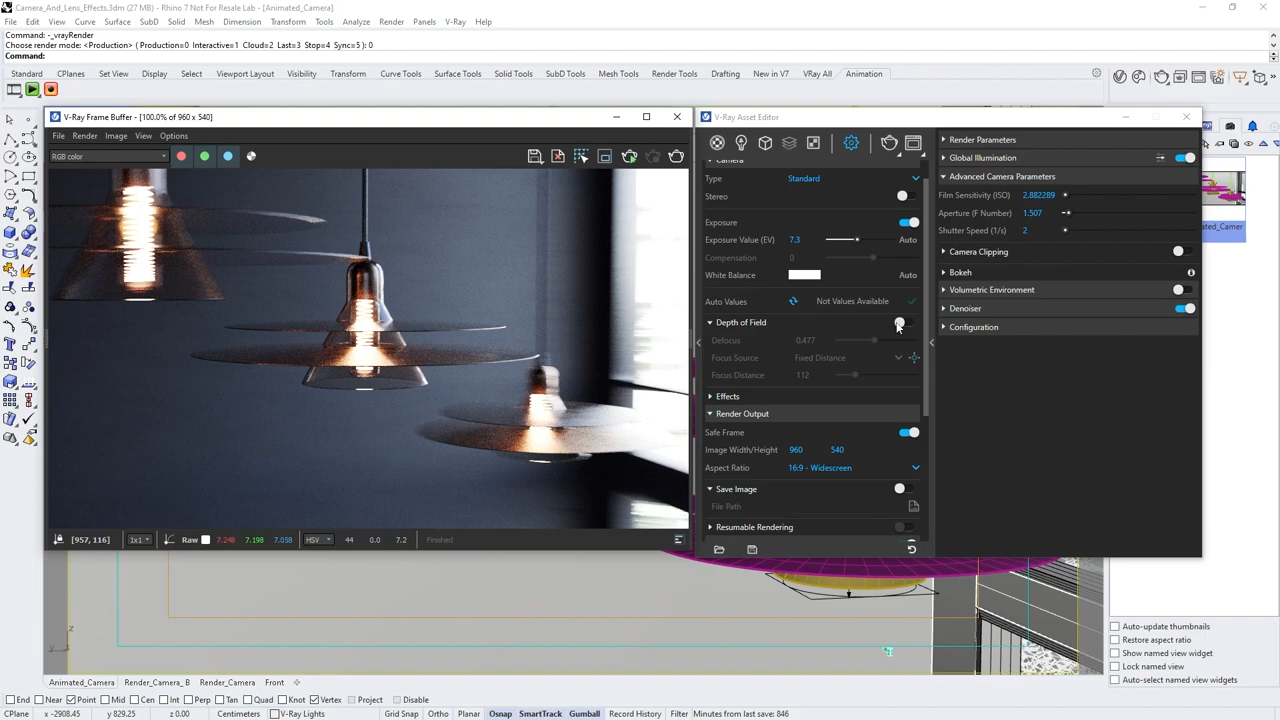 Camera_And_Lens_Effects.3dm (27 MB) - Rhino 7 Not For Resale Lab - [Animated_Camera]
File Edit View Curve Surface SubD Solid Mesh Dimension Transform Tools Analyze Render Panels V-Ray Help
Command: -_vrayRender
Choose render mode: <Production> ( Production=0 Interactive=1 Cloud=2 Last=3 Stop=4 Sync=5 ): 0
Command:
Standard CPlanes Set View Display Select Viewport Layout Visibility Transform Curve Tools Surface Tools Solid Tools SubD Tools Mesh Tools Render Tools Drafting New in V7 VRay All Animation
V-Ray Frame Buffer - [100.0% of 960 x 540]
File Render Image View Options
RGB color
[957, 116] 1x1 Raw 7.248 7.198 7.058 HSV 44 0.0 7.2 Finished
V-Ray Asset Editor
Camera
Type Standard
Stereo
Exposure
Exposure Value (EV) 7.3 Auto
Compensation 0
White Balance Auto
Auto Values Not Values Available
Depth of Field
Defocus 0.477
Focus Source Fixed Distance
Focus Distance 112
Effects
Render Output
Safe Frame
Image Width/Height 960 540
Aspect Ratio 16:9 - Widescreen
Save Image
File Path
Resumable Rendering
Render Parameters
Global Illumination
Advanced Camera Parameters
Film Sensitivity (ISO) 2.882289
Aperture (F Number) 1.507
Shutter Speed (1/s) 2
Camera Clipping
Bokeh
Volumetric Environment
Denoiser
Configuration
ted_Camer
Auto-update thumbnails
Restore aspect ratio
Show named view widget
Lock named view
Auto-select named view widgets
z
y x
Animated_Camera Render_Camera_B Render_Camera Front
End Near Point Mid Cen Int Perp Tan Quad Knot Vertex Project Disable
CPlane x -2908.45 y 829.25 z 0.00 Centimeters V-Ray Lights Grid Snap Ortho Planar Osnap SmartTrack Gumball Record History Filter Minutes from last save: 846